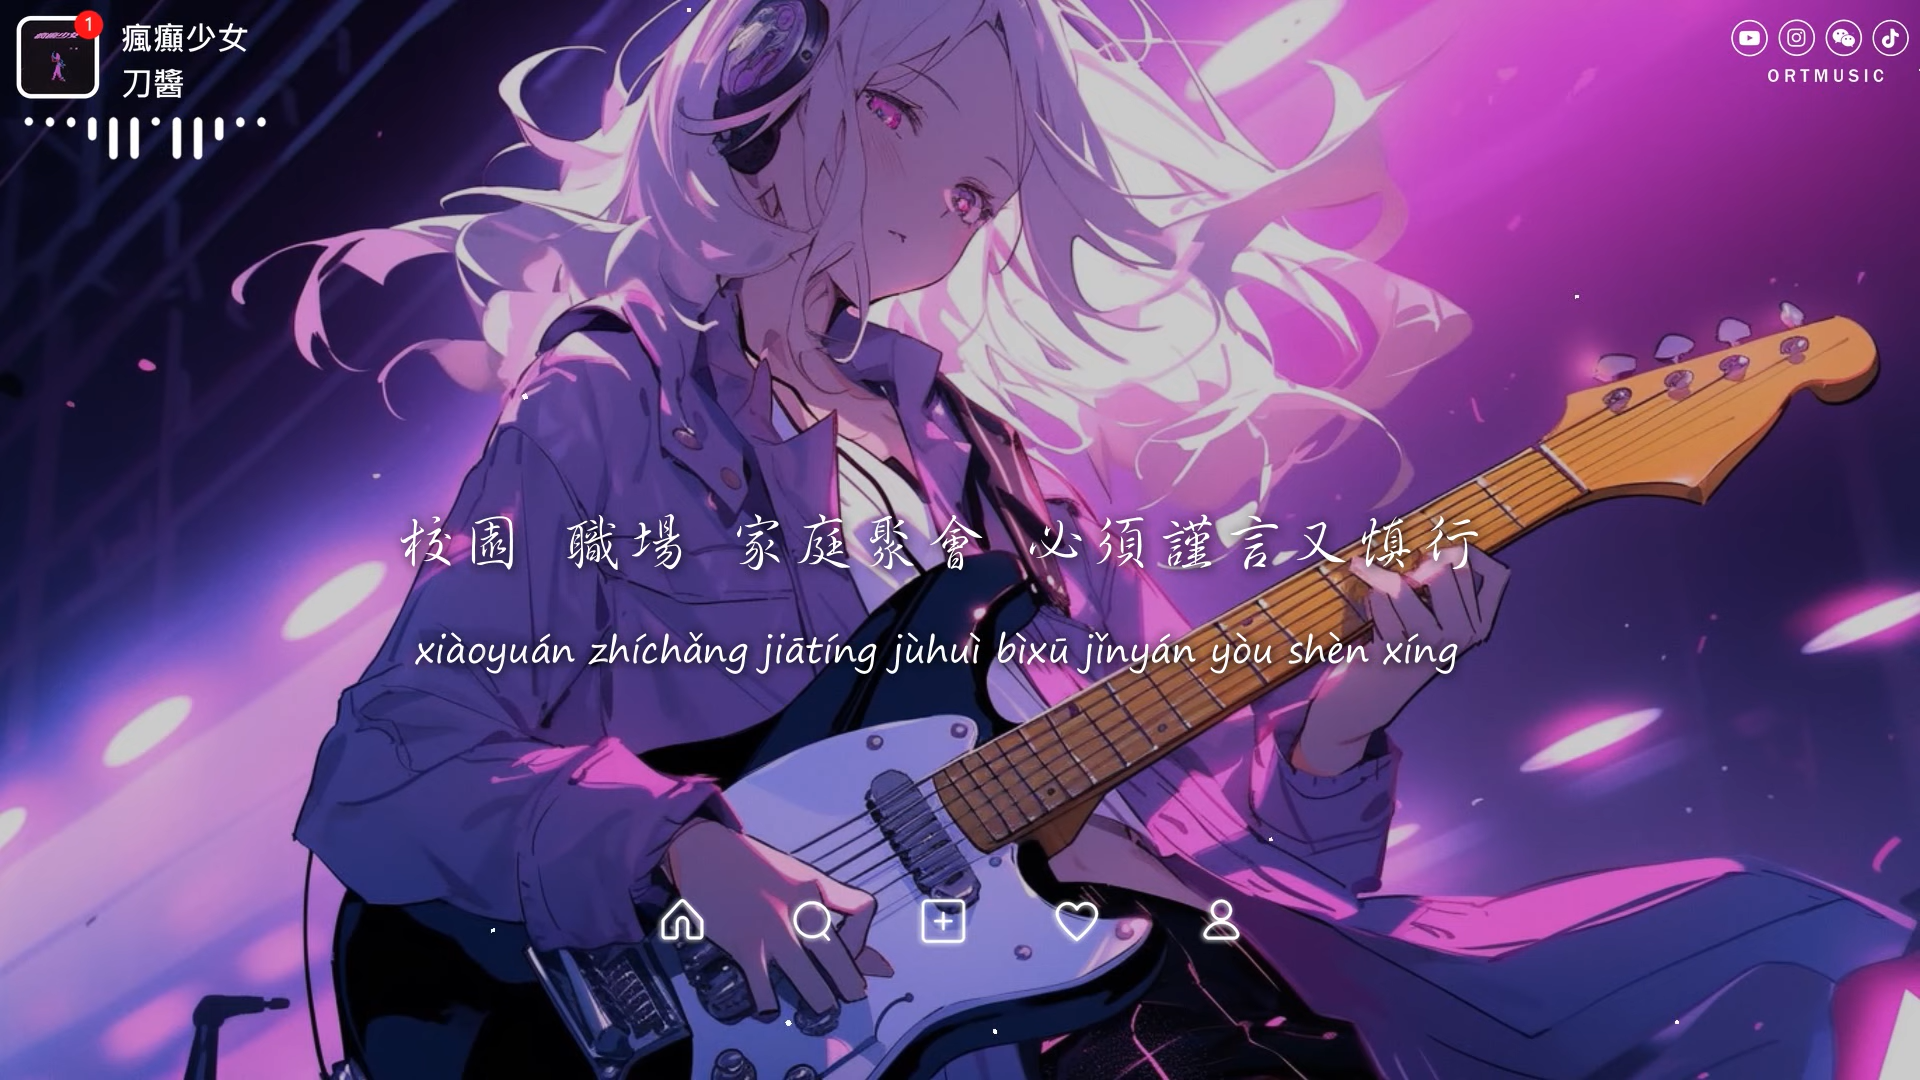 1
瘋癲少女
刀醬
ORTMUSIC
校園 職場 家庭聚會 必須謹言又慎行
xiàoyuán zhíchǎng jiātíng jùhuì bìxū jǐnyán yòu shèn xíng